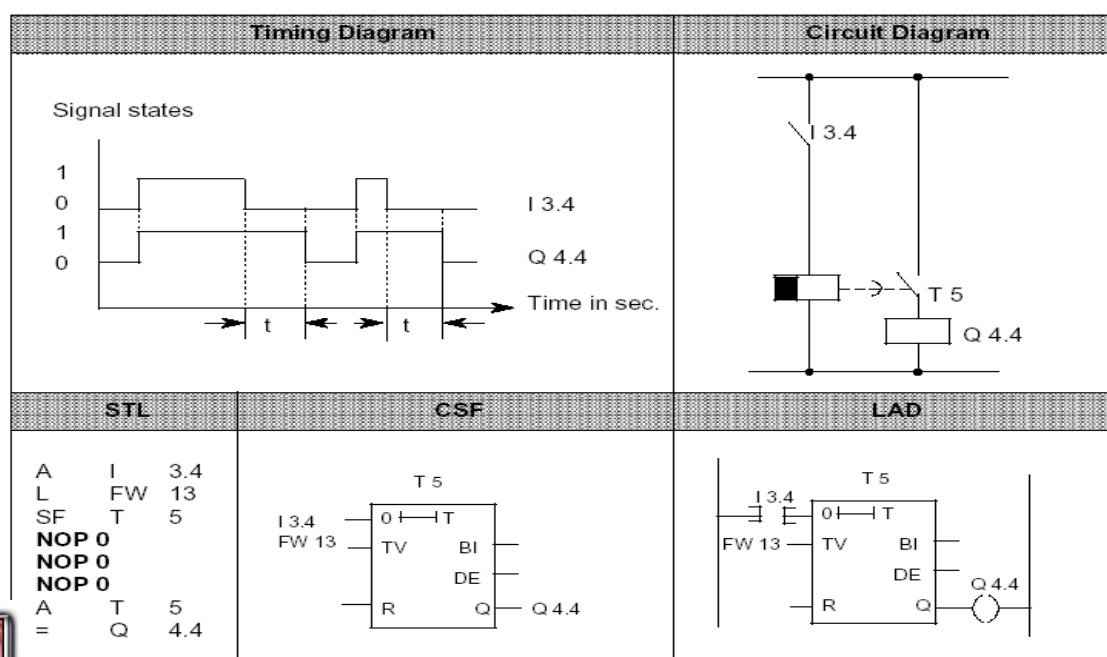 Timing Diagram
Circuit Diagram
Signal states
1
0
I 3.4
1
0
Q 4.4
Time in sec.
t
t
I 3.4
T 5
Q 4.4
STL
CSF
LAD
A I 3.4
L FW 13
SF T 5
NOP 0
NOP 0
NOP 0
A T 5
= Q 4.4
T 5
I 3.4
0 T
FW 13
TV BI
DE
R Q
Q 4.4
T 5
I 3.4
0 T
FW 13
TV BI
DE
Q 4.4
R Q